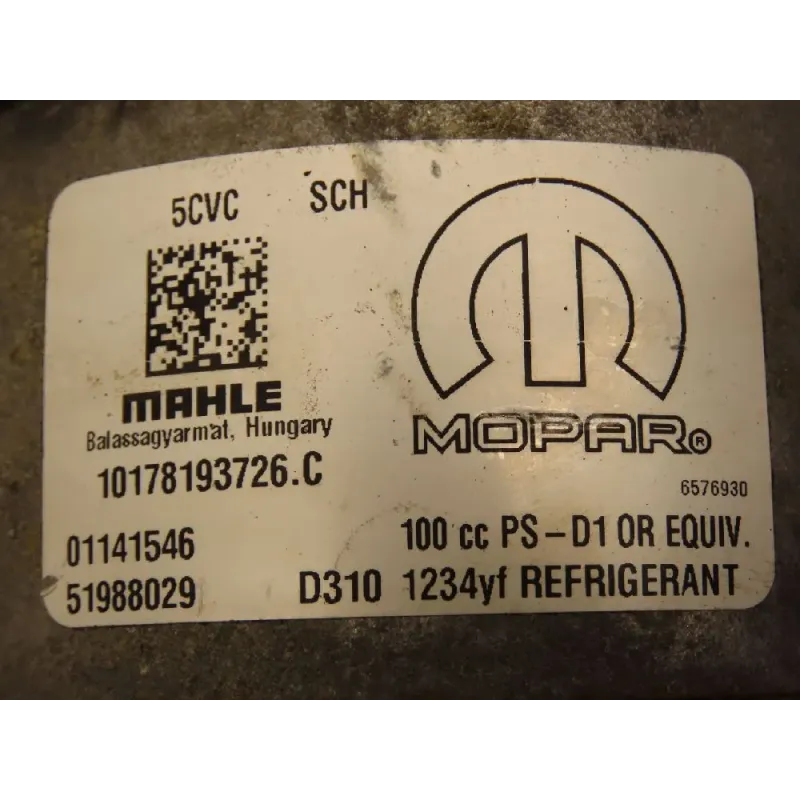 5CVC SCH
MAHLE
Balassagyarmat, Hungary
10178193726.C
MOPAR®
6576930
01141546
100 cc PS-D1 OR EQUIV.
51988029 D310 1234yf REFRIGERANT